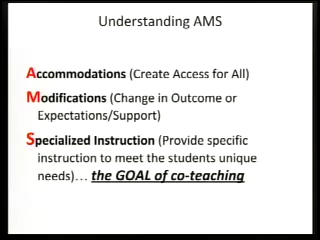 Understanding AMS
Accommodations (Create Access for All)
Modifications (Change in Outcome or
Expectations/Support)
Specialized Instruction (Provide specific
instruction to meet the students unique
needs)… the GOAL of co-teaching